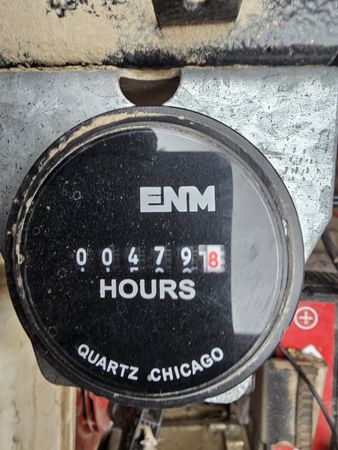 ENM
0 0 4 7 9 8
HOURS
QUARTZ CHICAGO